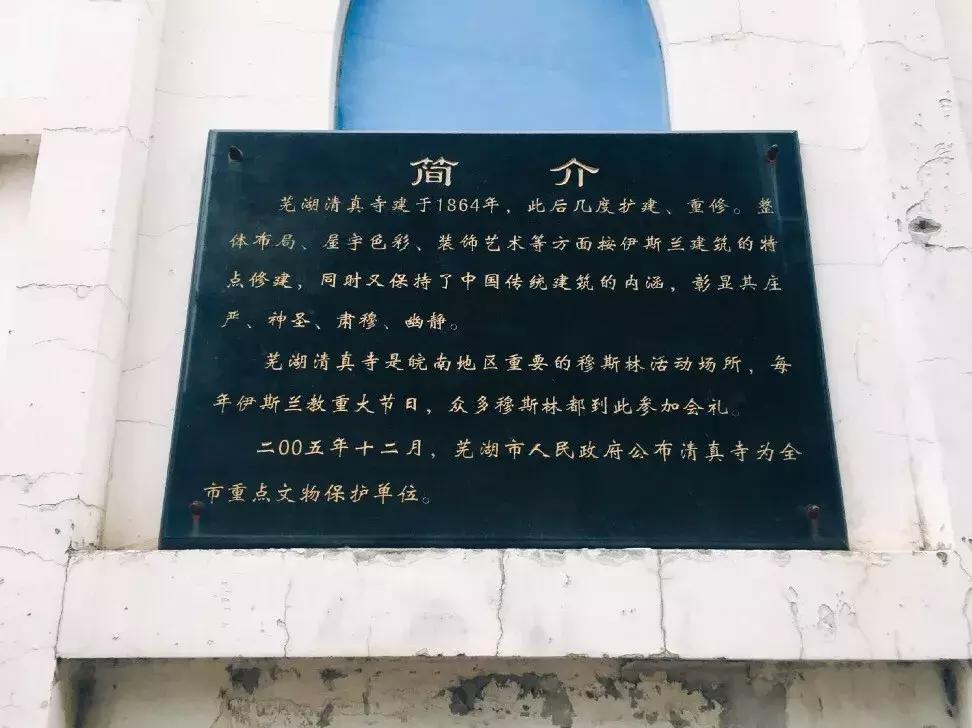 简 介
芜湖清真寺建于1864年，此后几度扩建、重修。整
体布局、屋宇色彩、装饰艺术等方面按伊斯兰建筑的特
点修建，同时又保持了中国传统建筑的内涵，彰显其庄
严、神圣、肃穆、幽静。
芜湖清真寺是皖南地区重要的穆斯林活动场所，每
年伊斯兰教重大节日，众多穆斯林都到此参加会礼。
二00五年十二月，芜湖市人民政府公布清真寺为全
市重点文物保护单位。